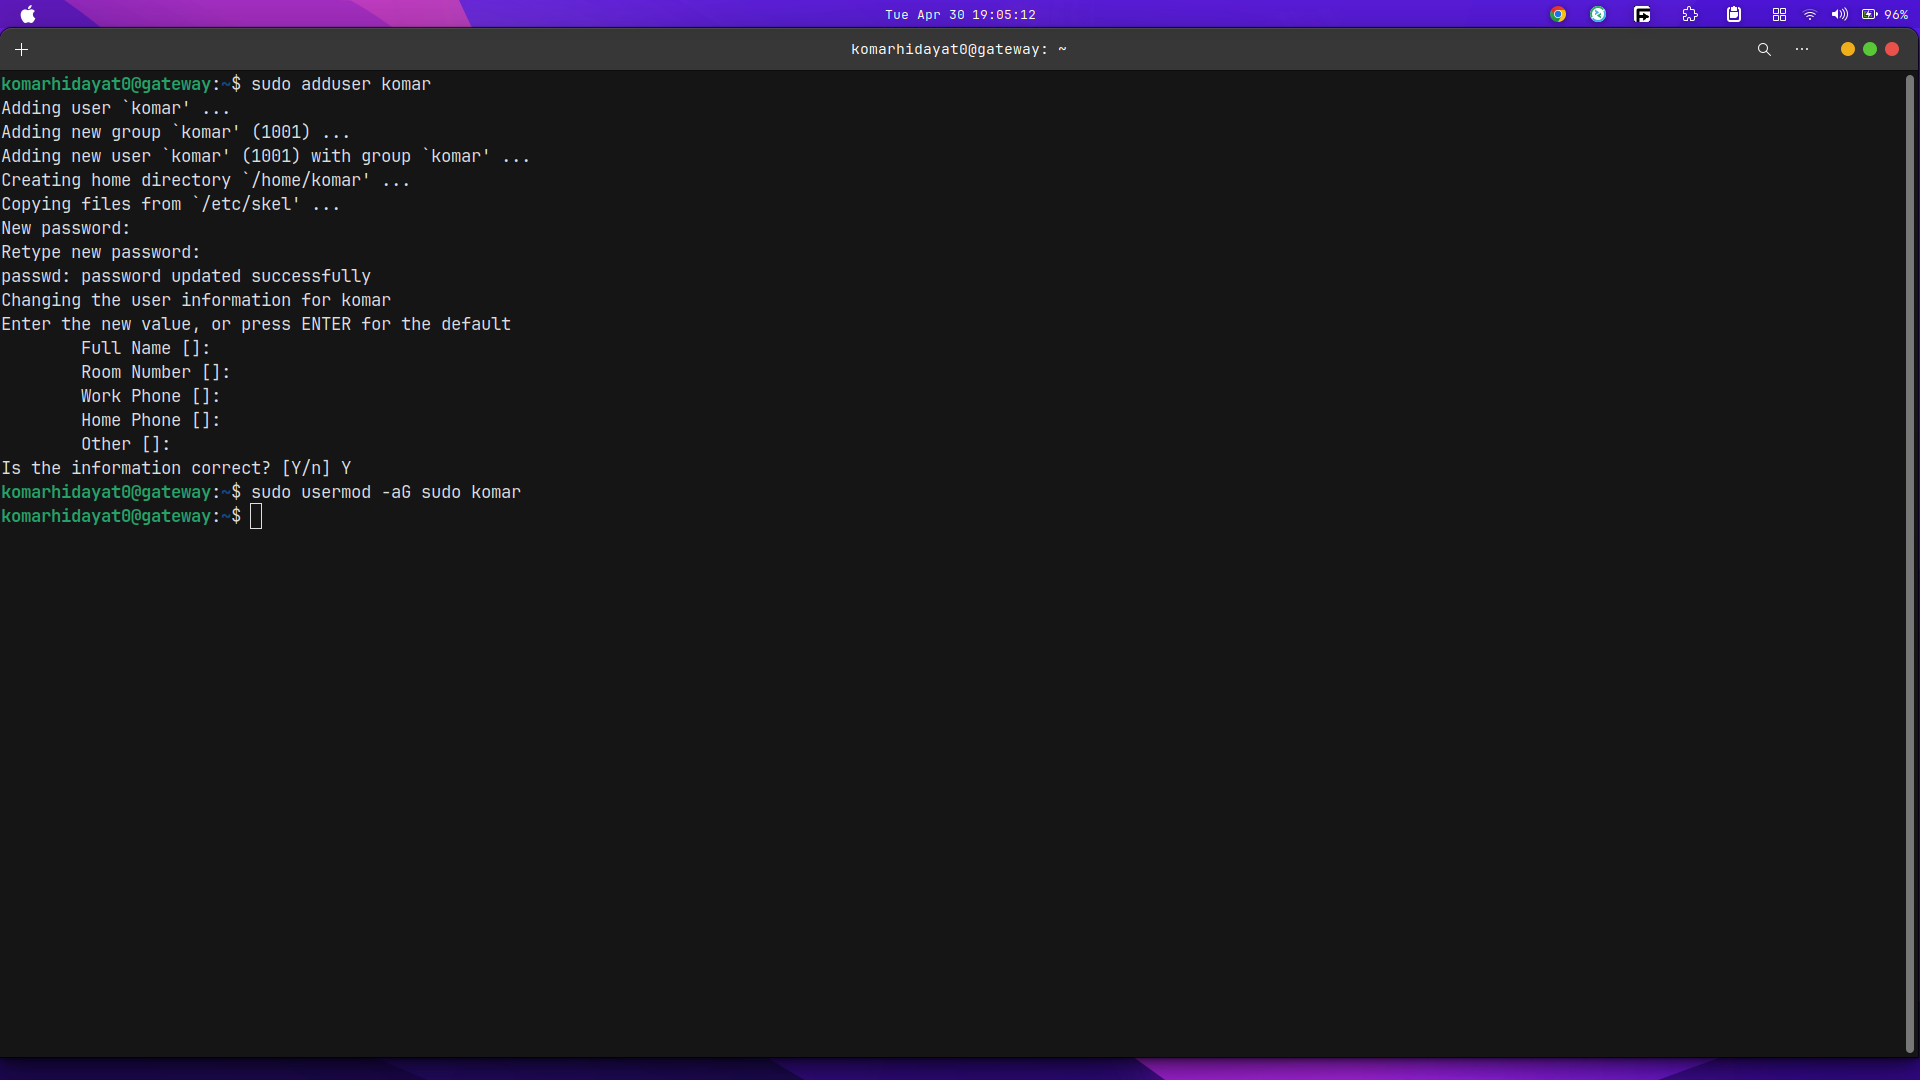 Tue Apr 30 19:05:12
96%
komarhidayat0@gateway: ~
komarhidayat0@gateway:~$ sudo adduser komar
Adding user `komar' ...
Adding new group `komar' (1001) ...
Adding new user `komar' (1001) with group `komar' ...
Creating home directory `/home/komar' ...
Copying files from `/etc/skel' ...
New password:
Retype new password:
passwd: password updated successfully
Changing the user information for komar
Enter the new value, or press ENTER for the default
        Full Name []:
        Room Number []:
        Work Phone []:
        Home Phone []:
        Other []:
Is the information correct? [Y/n] Y
komarhidayat0@gateway:~$ sudo usermod -aG sudo komar
komarhidayat0@gateway:~$